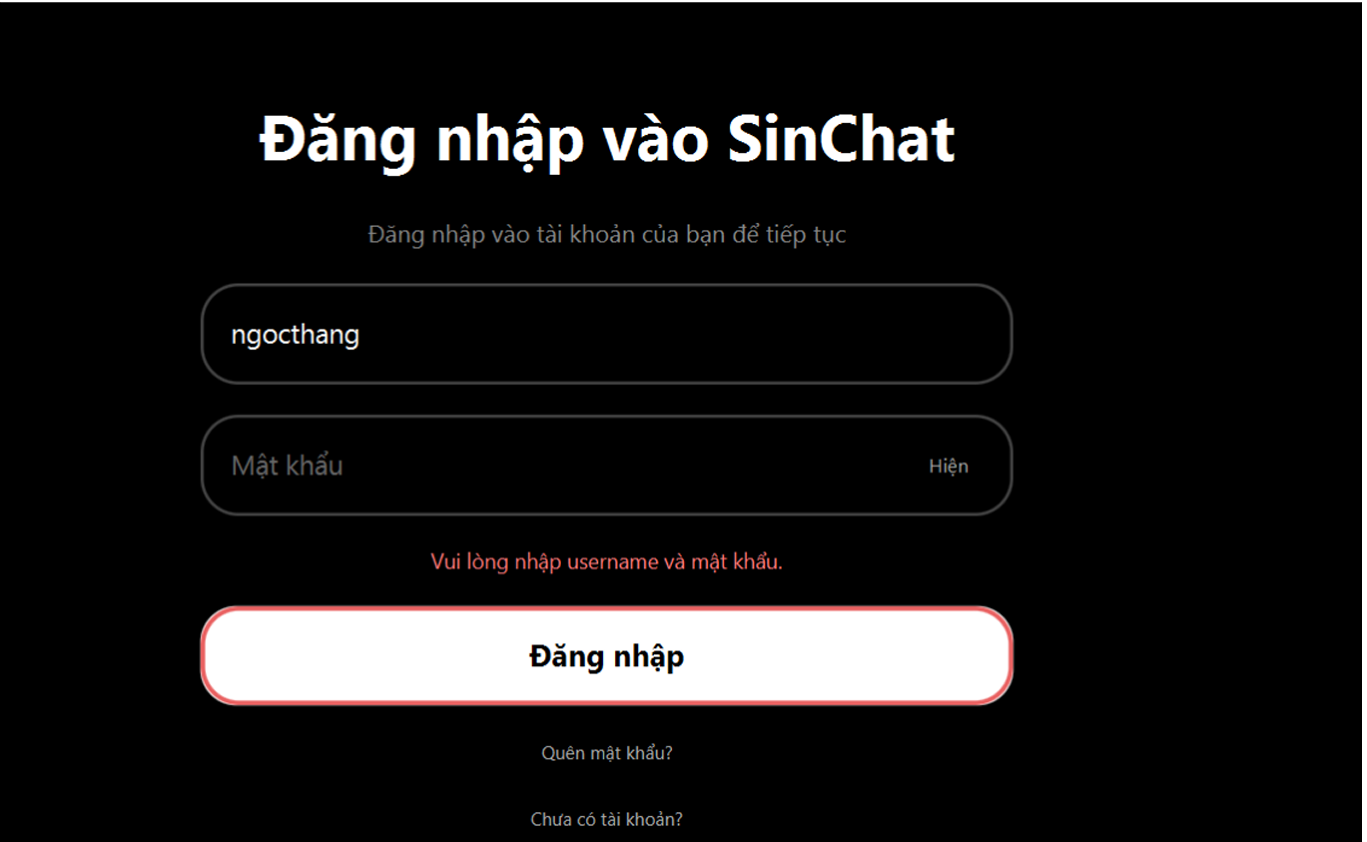 Đăng nhập vào SinChat
Đăng nhập vào tài khoản của bạn để tiếp tục
ngocthang
Mật khẩu
Hiện
Vui lòng nhập username và mật khẩu.
Đăng nhập
Quên mật khẩu?
Chưa có tài khoản?